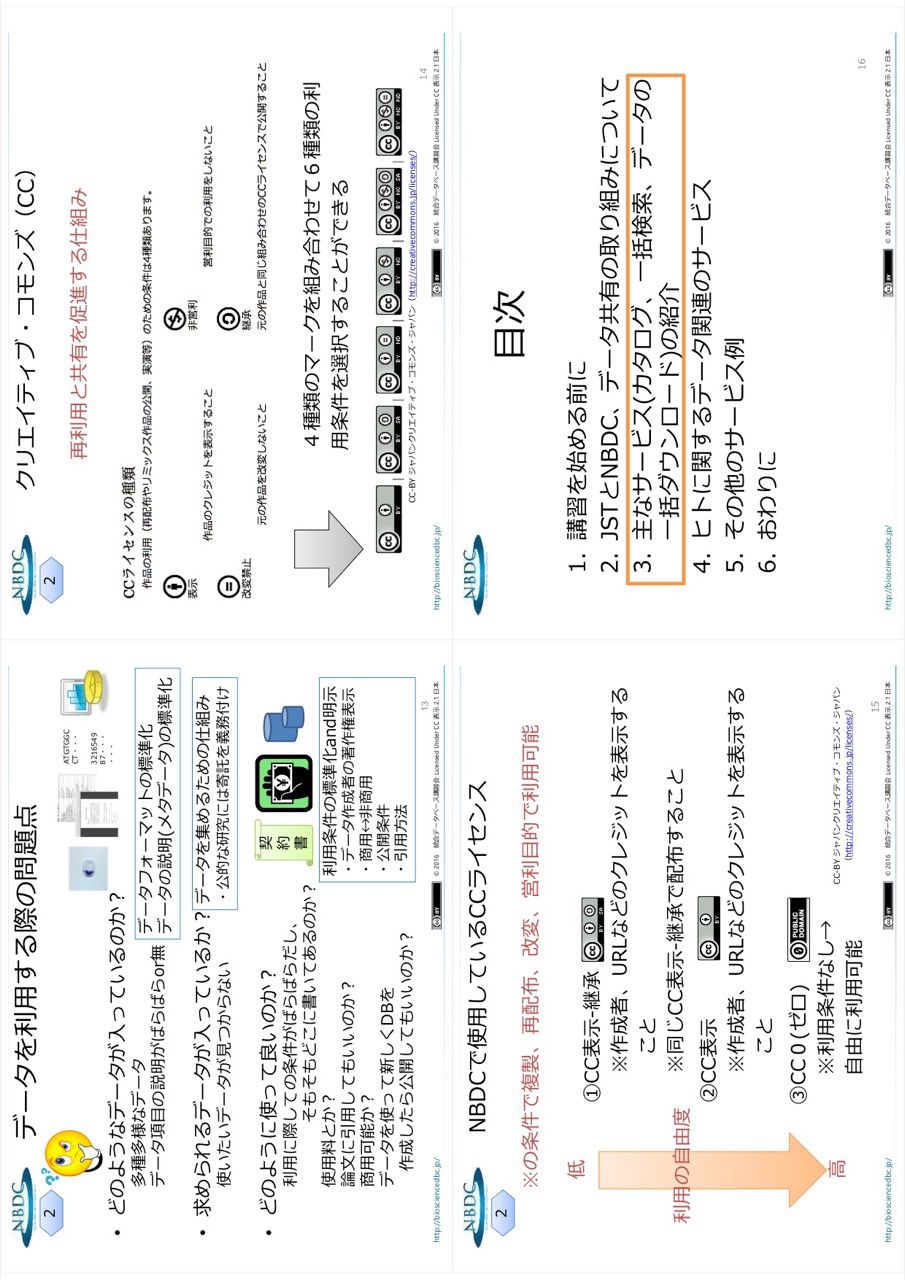 NBDC
2
データを利用する際の問題点
• どのようなデータが入っているのか?
多種多様なデータ
データ項目の説明がばらばらor無
ATGTGGC
CT・・・・
3216549
87・・・・
・・・
データフォーマットの標準化
データの説明(メタデータ)の標準化
• 求められるデータが入っているか?
使いたいデータが見つからない
データを集めるための仕組み
・公的な研究には寄託を義務付け
• どのように使って良いのか?
利用に際しての条件がばらばらだし、
そもそもどこに書いてあるのか?
使用料とか?
論文に引用してもいいのか?
商用可能か?
データを使って新しくDBを
作成したら公開してもいいのか?
契
約
書
利用条件の標準化and明示
・データ作成者の著作権表示
・商用↔非商用
・公開条件
・引用方法
13
http://biosciencedbc.jp/
© 2016 統合データベース講習会 Licensed Under CC 表示 2.1 日本
NBDC
2
クリエイティブ・コモンズ（CC）
再利用と共有を促進する仕組み
CCライセンスの種類
作品の利用（再配布やリミックス作品の公開、実演等）のための条件は4種類あります。
表示
作品のクレジットを表示すること
非営利
営利目的での利用をしないこと
改変禁止
元の作品を改変しないこと
継承
元の作品と同じ組み合わせのCCライセンスで公開すること
４種類のマークを組み合わせて６種類の利
用条件を選択することができる
CC-BY ジャパンクリエイティブ・コモンズ・ジャパン（http://creativecommons.jp/licenses/）
14
http://biosciencedbc.jp/
© 2016 統合データベース講習会 Licensed Under CC 表示 2.1 日本
NBDC
2
NBDCで使用しているCCライセンス
※の条件で複製、再配布、改変、営利目的で利用可能
低
利用の自由度
高
①CC表示-継承
※作成者、URLなどのクレジットを表示する
こと
※同じCC表示-継承で配布すること
②CC表示
※作成者、URLなどのクレジットを表示する
こと
③CC０(ゼロ)
PUBLIC
DOMAIN
※利用条件なし→
自由に利用可能
CC-BY ジャパンクリエイティブ・コモンズ・ジャパン
（http://creativecommons.jp/licenses/）
15
http://biosciencedbc.jp/
© 2016 統合データベース講習会 Licensed Under CC 表示 2.1 日本
NBDC
目次
1. 講習を始める前に
2. JSTとNBDC、データ共有の取り組みについて
3. 主なサービス(カタログ、一括検索、データの
一括ダウンロード)の紹介
4. ヒトに関するデータ関連のサービス
5. その他のサービス例
6. おわりに
16
http://biosciencedbc.jp/
© 2016 統合データベース講習会 Licensed Under CC 表示 2.1 日本